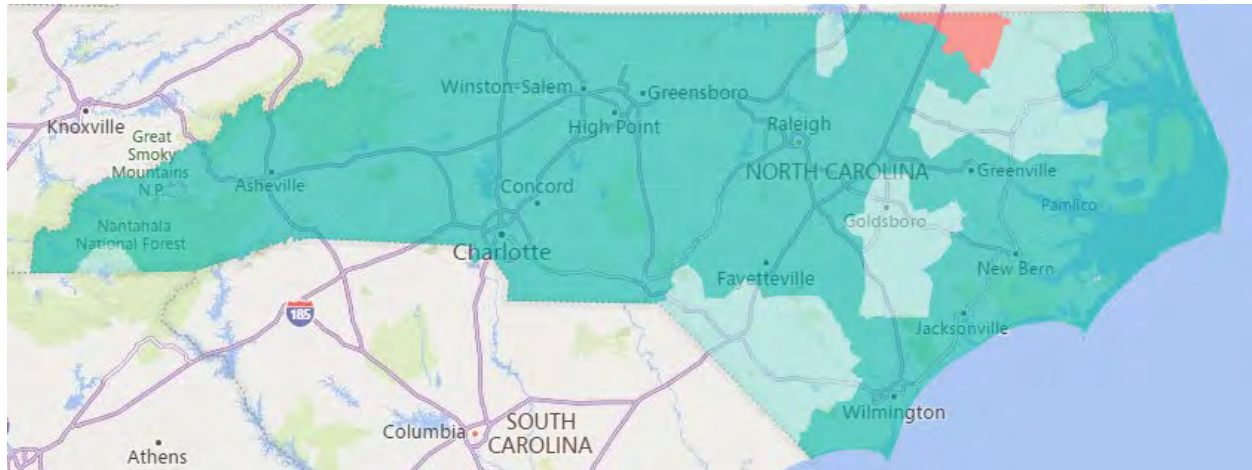 Winston-Salem
Greensboro
Knoxville
High Point
Raleigh
Great
Smoky
Mountains
N.P.
NORTH CAROLINA
Greenville
Asheville
Concord
Pamlico
Nantahala
National Forest
Goldsboro
Charlotte
New Bern
Fayetteville
185
Jacksonville
Wilmington
SOUTH
CAROLINA
Columbia
Athens